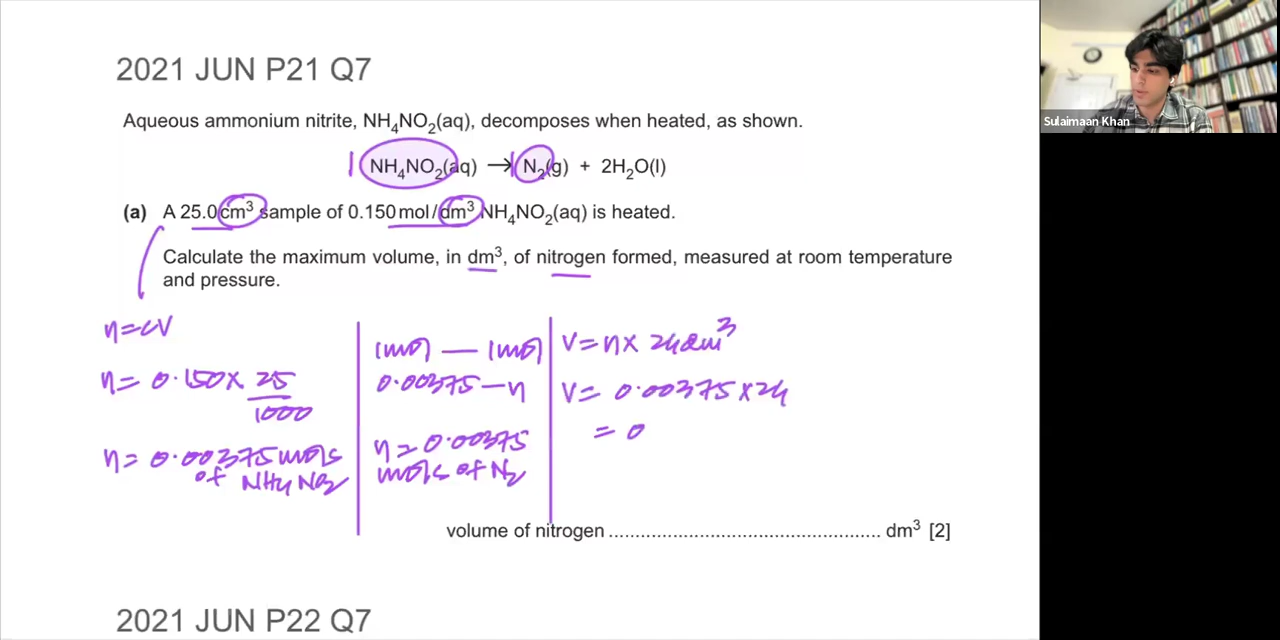 2021 JUN P21 Q7
Sulaimaan Khan
Aqueous ammonium nitrite, NH₄NO₂(aq), decomposes when heated, as shown.
1 NH₄NO₂(aq) → 1 N₂(g) + 2H₂O(l)
(a) A 25.0 cm³ sample of 0.150 mol/dm³ NH₄NO₂(aq) is heated.
Calculate the maximum volume, in dm³, of nitrogen formed, measured at room temperature
and pressure.
n=cV
n= 0.150 x 25
1000
n= 0.00375 mols
of NH4NO2
1mol — 1mol
0.00375 — n
n= 0.00375
mols of N2
V= n x 24dm³
V= 0.00375x24
= 0
volume of nitrogen .................................................... dm³ [2]
2021 JUN P22 Q7